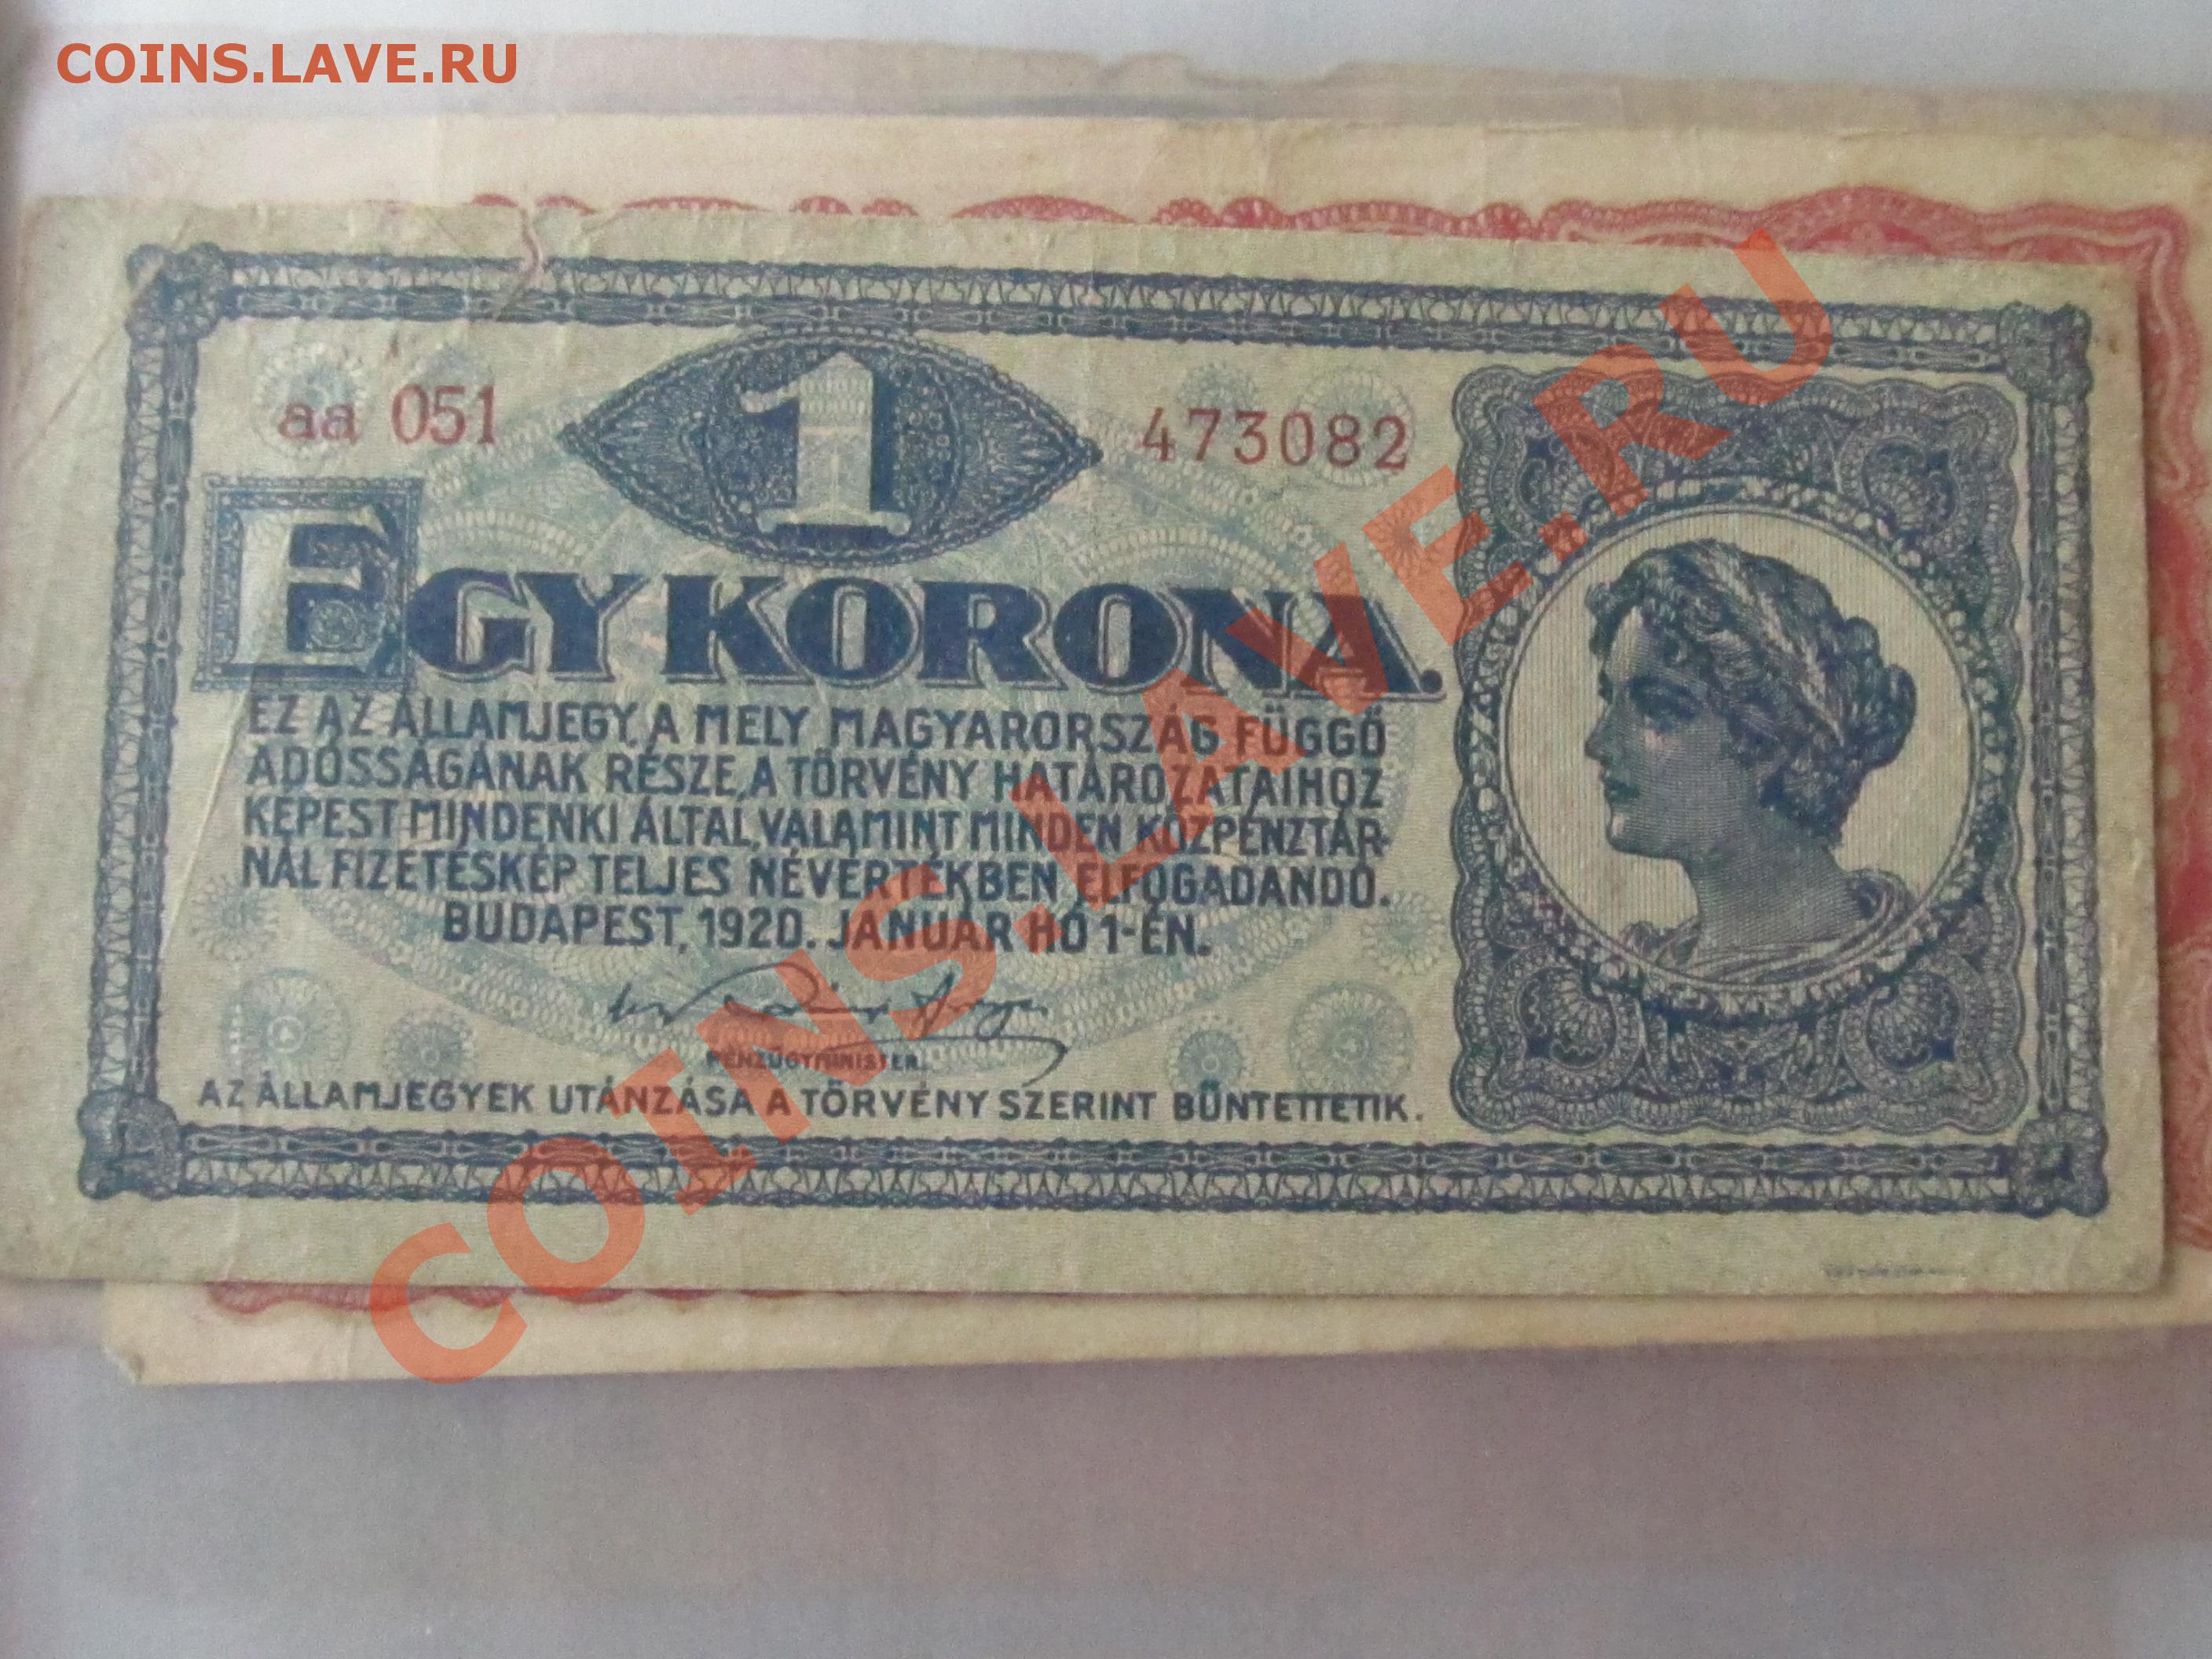 COINS.LAVE.RU
aa 051
1
473082
EGY KORONA.
EZ AZ ÁLLAMJEGY, A MELY MAGYARORSZÁG FÜGGŐ
ADÓSSÁGÁNAK RÉSZE, A TÖRVÉNY HATÁROZATAIHOZ
KÉPEST MINDENKI ÁLTAL, VALAMINT MINDEN KÖZPÉNZTÁR-
NÁL FIZETÉSKÉP TELJES NÉVÉRTÉKBEN ELFOGADANDÓ.
BUDAPEST, 1920. JANUÁR HÓ 1-ÉN.
PÉNZÜGYMINISTER.
AZ ÁLLAMJEGYEK UTÁNZÁSA A TÖRVÉNY SZERINT BÜNTETTETIK.
COINS.LAVE.RU